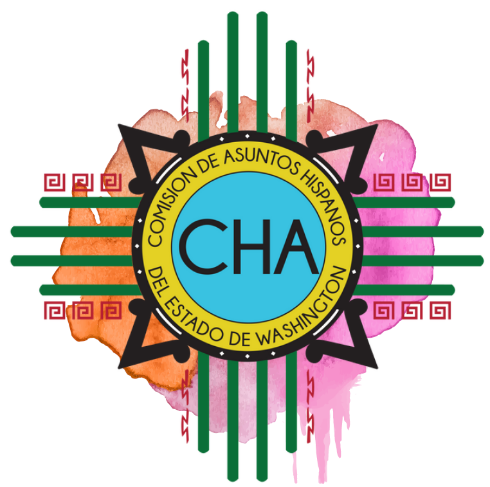 COMISION DE ASUNTOS HISPANOS
CHA
DEL ESTADO DE WASHINGTON